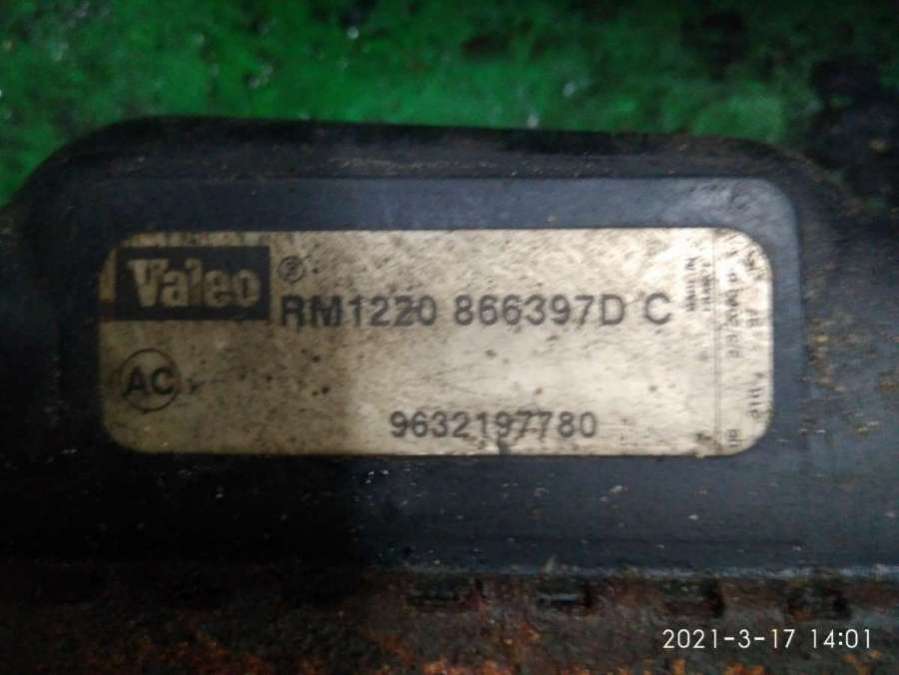 Valeo ® RM1220 866397D C
AC
9632197780
2021-3-17 14:01